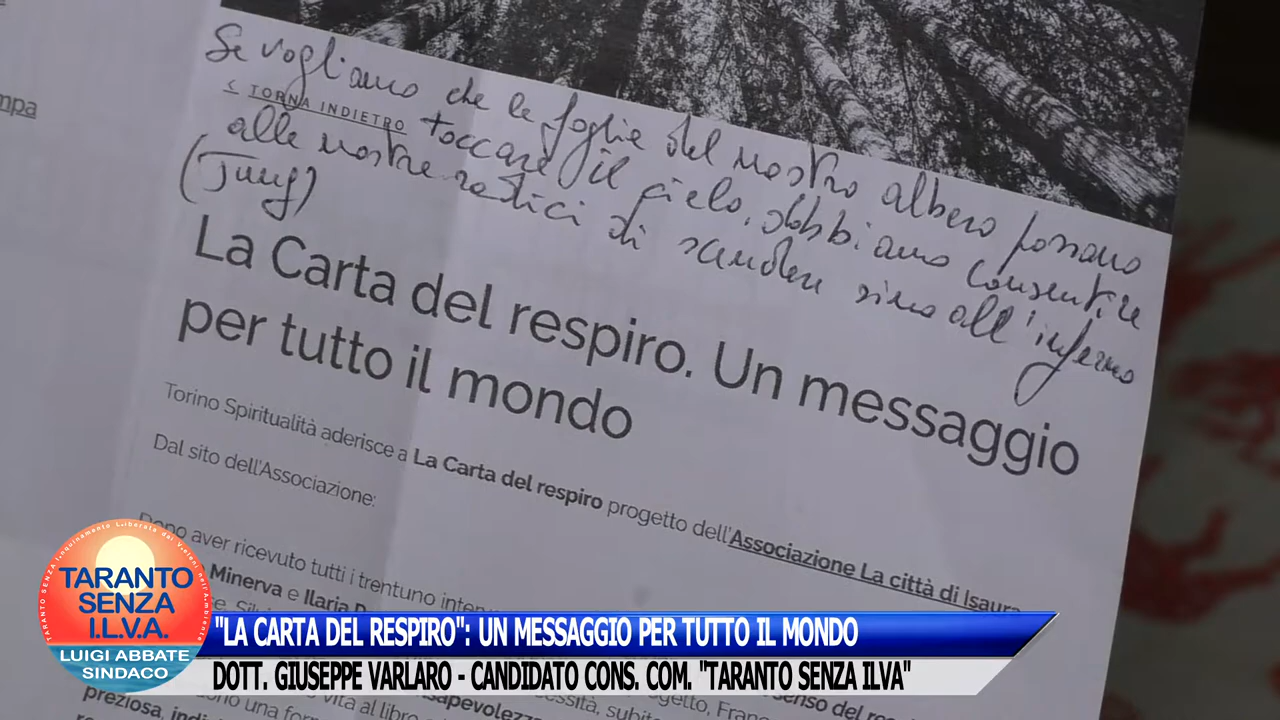 mpa
Se vogliamo che le foglie del nostro albero possano
< TORNA INDIETRO
toccare il cielo, dobbiamo consentire
alle nostre radici di scendere sino all'inferno
(Jung)
La Carta del respiro. Un messaggio
per tutto il mondo
Torino Spiritualità aderisce a La Carta del respiro progetto dell'Associazione La città di Isaura
Dal sito dell'Associazione:
Dopo aver ricevuto tutti i trentuno
Minerva e Ilaria
"LA CARTA DEL RESPIRO": UN MESSAGGIO PER TUTTO IL MONDO
DOTT. GIUSEPPE VARLARO - CANDIDATO CONS. COM. "TARANTO SENZA ILVA"
TARANTO
SENZA
I.L.V.A.
LUIGI ABBATE
SINDACO
preziosa,